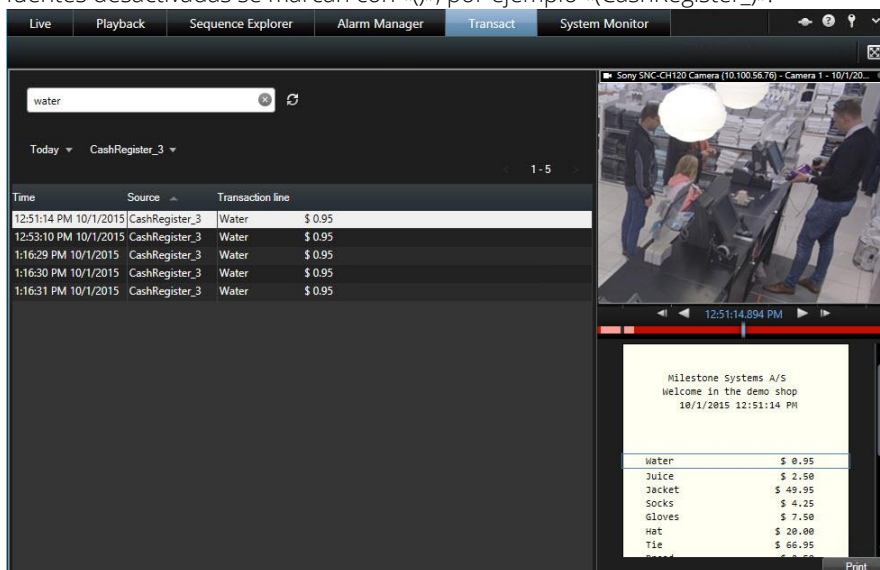 fuentes desactivadas se marcan con "()", por ejemplo "(CashRegister_)".
Live Playback Sequence Explorer Alarm Manager Transact System Monitor
Sony SNC-CH120 Camera (10.100.56.76) - Camera 1 - 10/1/20...
water
Today CashRegister_3
1 - 5
Time Source Transaction line
12:51:14 PM 10/1/2015 CashRegister_3 Water $ 0.95
12:53:10 PM 10/1/2015 CashRegister_3 Water $ 0.95
1:16:29 PM 10/1/2015 CashRegister_3 Water $ 0.95
1:16:30 PM 10/1/2015 CashRegister_3 Water $ 0.95
1:16:31 PM 10/1/2015 CashRegister_3 Water $ 0.95
12:51:14.894 PM
Milestone Systems A/S
Welcome in the demo shop
10/1/2015 12:51:14 PM
Water $ 0.95
Juice $ 2.50
Jacket $ 49.95
Socks $ 4.25
Gloves $ 7.50
Hat $ 20.00
Tie $ 66.95
Print